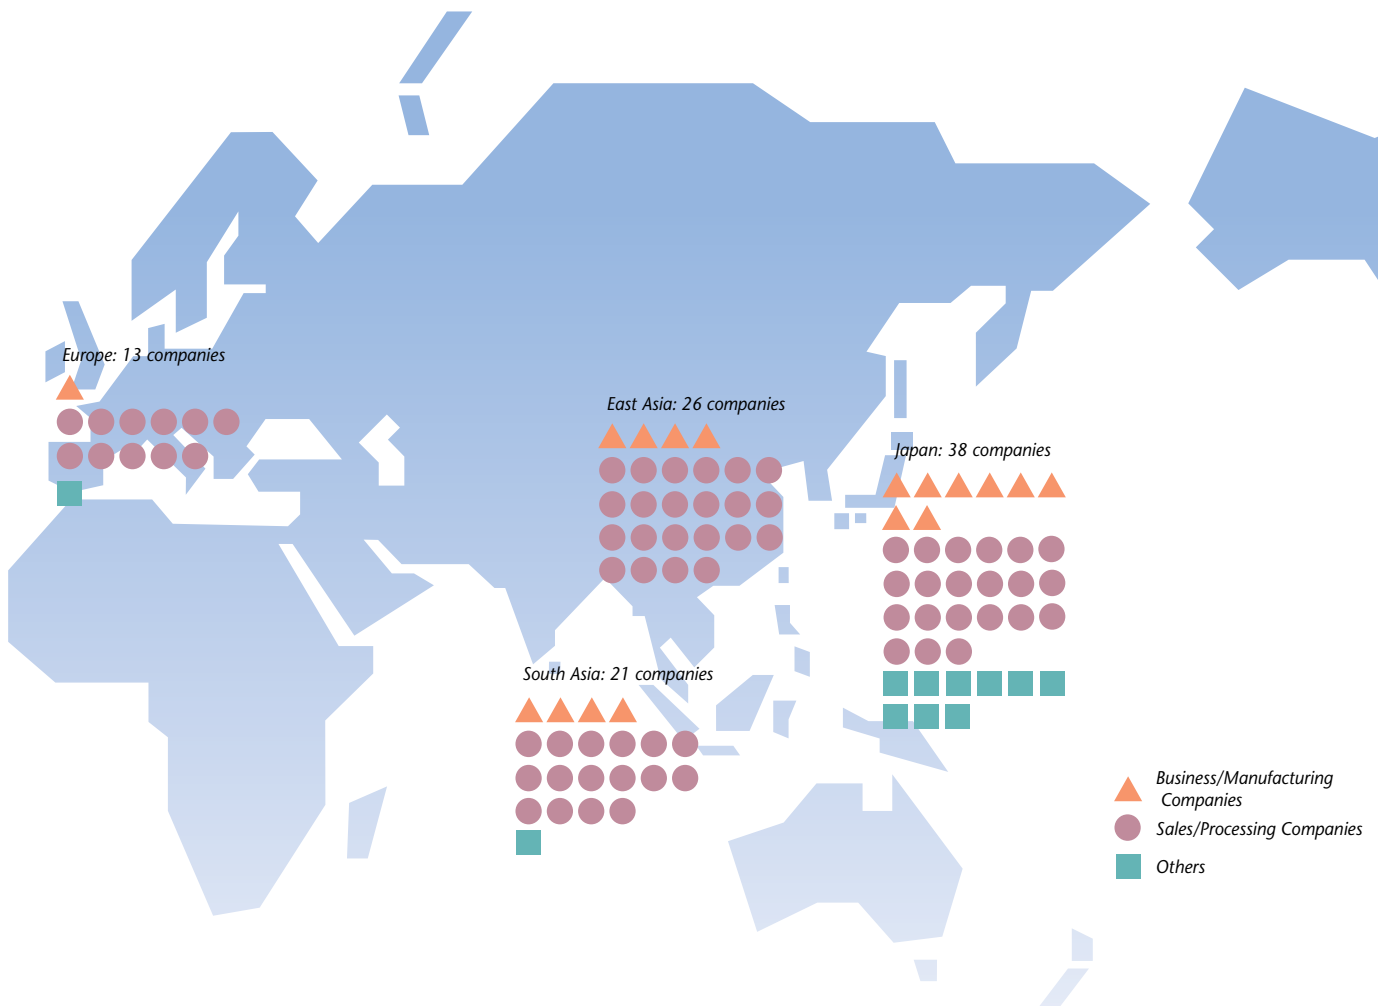 Europe: 13 companies
East Asia: 26 companies
Japan: 38 companies
South Asia: 21 companies
Business/Manufacturing
Companies
Sales/Processing Companies
Others